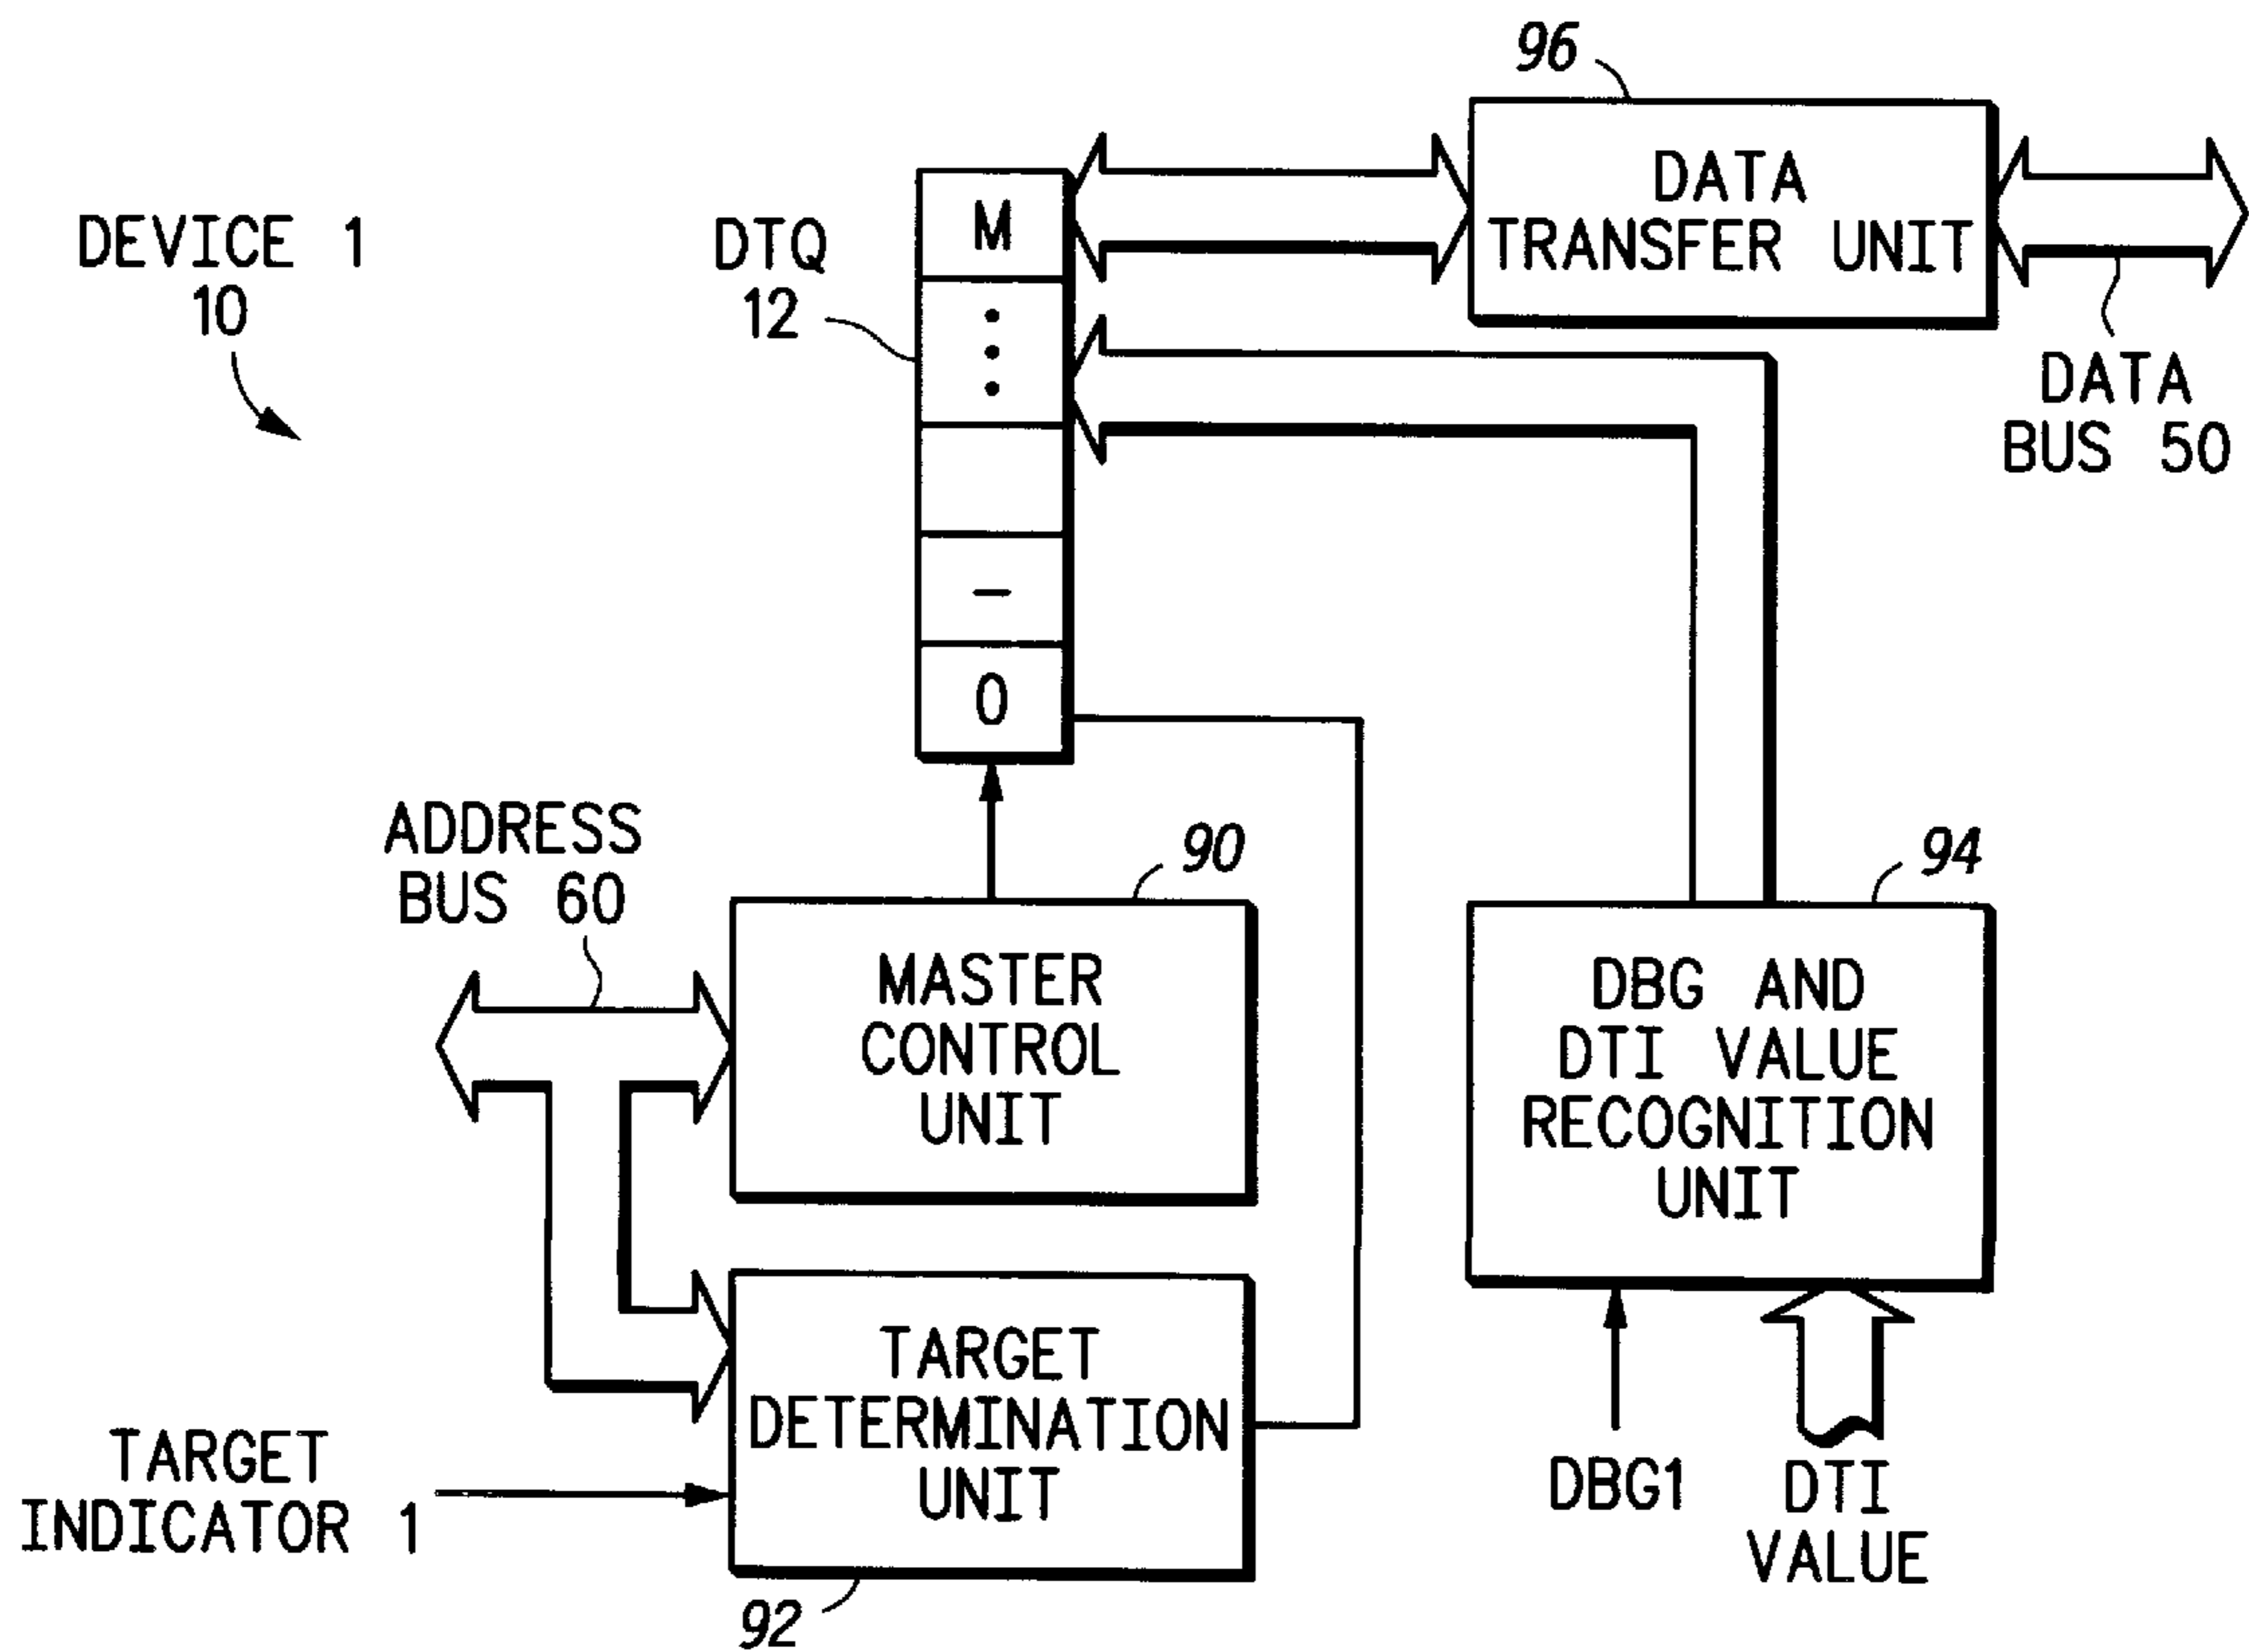 96
DATA
TRANSFER UNIT
DEVICE 1
10
DTQ
12
M
–
0
DATA
BUS 50
ADDRESS
BUS 60
90
94
MASTER
CONTROL
UNIT
DBG AND
DTI VALUE
RECOGNITION
UNIT
TARGET
DETERMINATION
UNIT
TARGET
INDICATOR 1
DBG1
DTI
VALUE
92